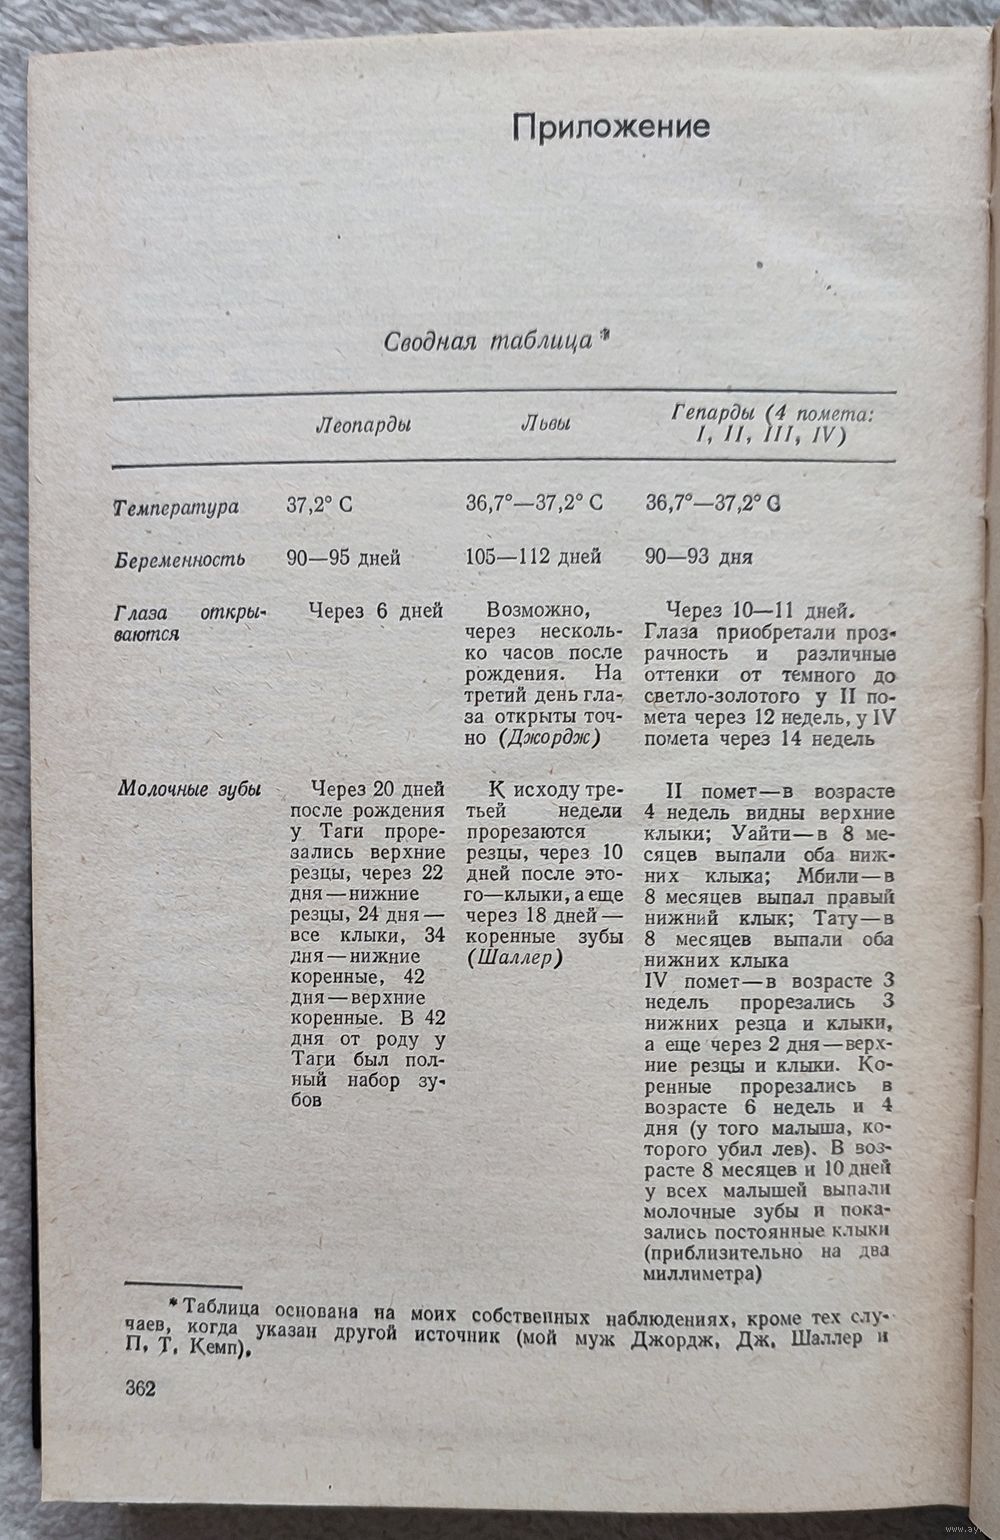 Приложение
Сводная таблица *
Леопарды
Львы
Гепарды (4 помета:
I, II, III, IV)
Температура
37,2° С
36,7°—37,2° С
36,7°—37,2° С
Беременность
90—95 дней
105—112 дней
90—93 дня
Глаза откры-
ваются
Через 6 дней
Возможно,
через несколь-
ко часов после
рождения. На
третий день гла-
за открыты точ-
но (Джордж)
Через 10—11 дней.
Глаза приобретали проз-
рачность и различные
оттенки от темного до
светло-золотого у II по-
мета через 12 недель, у IV
помета через 14 недель
Молочные зубы
Через 20 дней
после рождения
у Таги проре-
зались верхние
резцы, через 22
дня—нижние
резцы, 24 дня—
все клыки, 34
дня—нижние
коренные, 42
дня—верхние
коренные. В 42
дня от роду у
Таги был пол-
ный набор зу-
бов
К исходу тре-
тьей недели
прорезаются
резцы, через 10
дней после это-
го—клыки, а еще
через 18 дней—
коренные зубы
(Шаллер)
II помет—в возрасте
4 недель видны верхние
клыки; Уайти—в 8 ме-
сяцев выпали оба ниж-
них клыка; Мбили—в
8 месяцев выпал правый
нижний клык; Тату—в
8 месяцев выпали оба
нижних клыка
IV помет—в возрасте 3
недель прорезались 3
нижних резца и клыки,
а еще через 2 дня—верх-
ние резцы и клыки. Ко-
ренные прорезались в
возрасте 6 недель и 4
дня (у того малыша, ко-
торого убил лев). В воз-
расте 8 месяцев и 10 дней
у всех малышей выпали
молочные зубы и пока-
зались постоянные клыки
(приблизительно на два
миллиметра)
* Таблица основана на моих собственных наблюдениях, кроме тех слу-
чаев, когда указан другой источник (мой муж Джордж, Дж. Шаллер и
П. Т. Кемп).
362